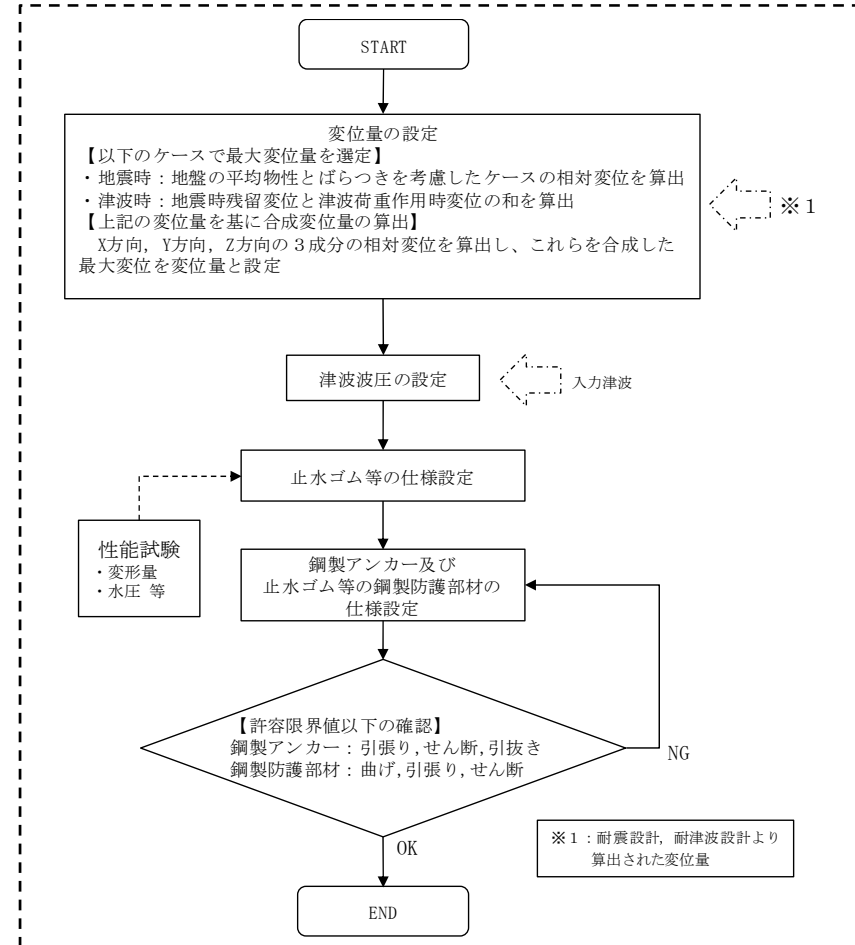 START
変位量の設定
【以下のケースで最大変位量を選定】
・地震時：地盤の平均物性とばらつきを考慮したケースの相対変位を算出
・津波時：地震時残留変位と津波荷重作用時変位の和を算出
【上記の変位量を基に合成変位量の算出】
X方向，Y方向，Z方向の３成分の相対変位を算出し、これらを合成した
最大変位を変位量と設定
※１
津波波圧の設定
入力津波
止水ゴム等の仕様設定
性能試験
・変形量
・水圧 等
鋼製アンカー及び
止水ゴム等の鋼製防護部材の
仕様設定
【許容限界値以下の確認】
鋼製アンカー：引張り,せん断,引抜き
鋼製防護部材：曲げ,引張り,せん断
NG
OK
※１：耐震設計，耐津波設計より
算出された変位量
END